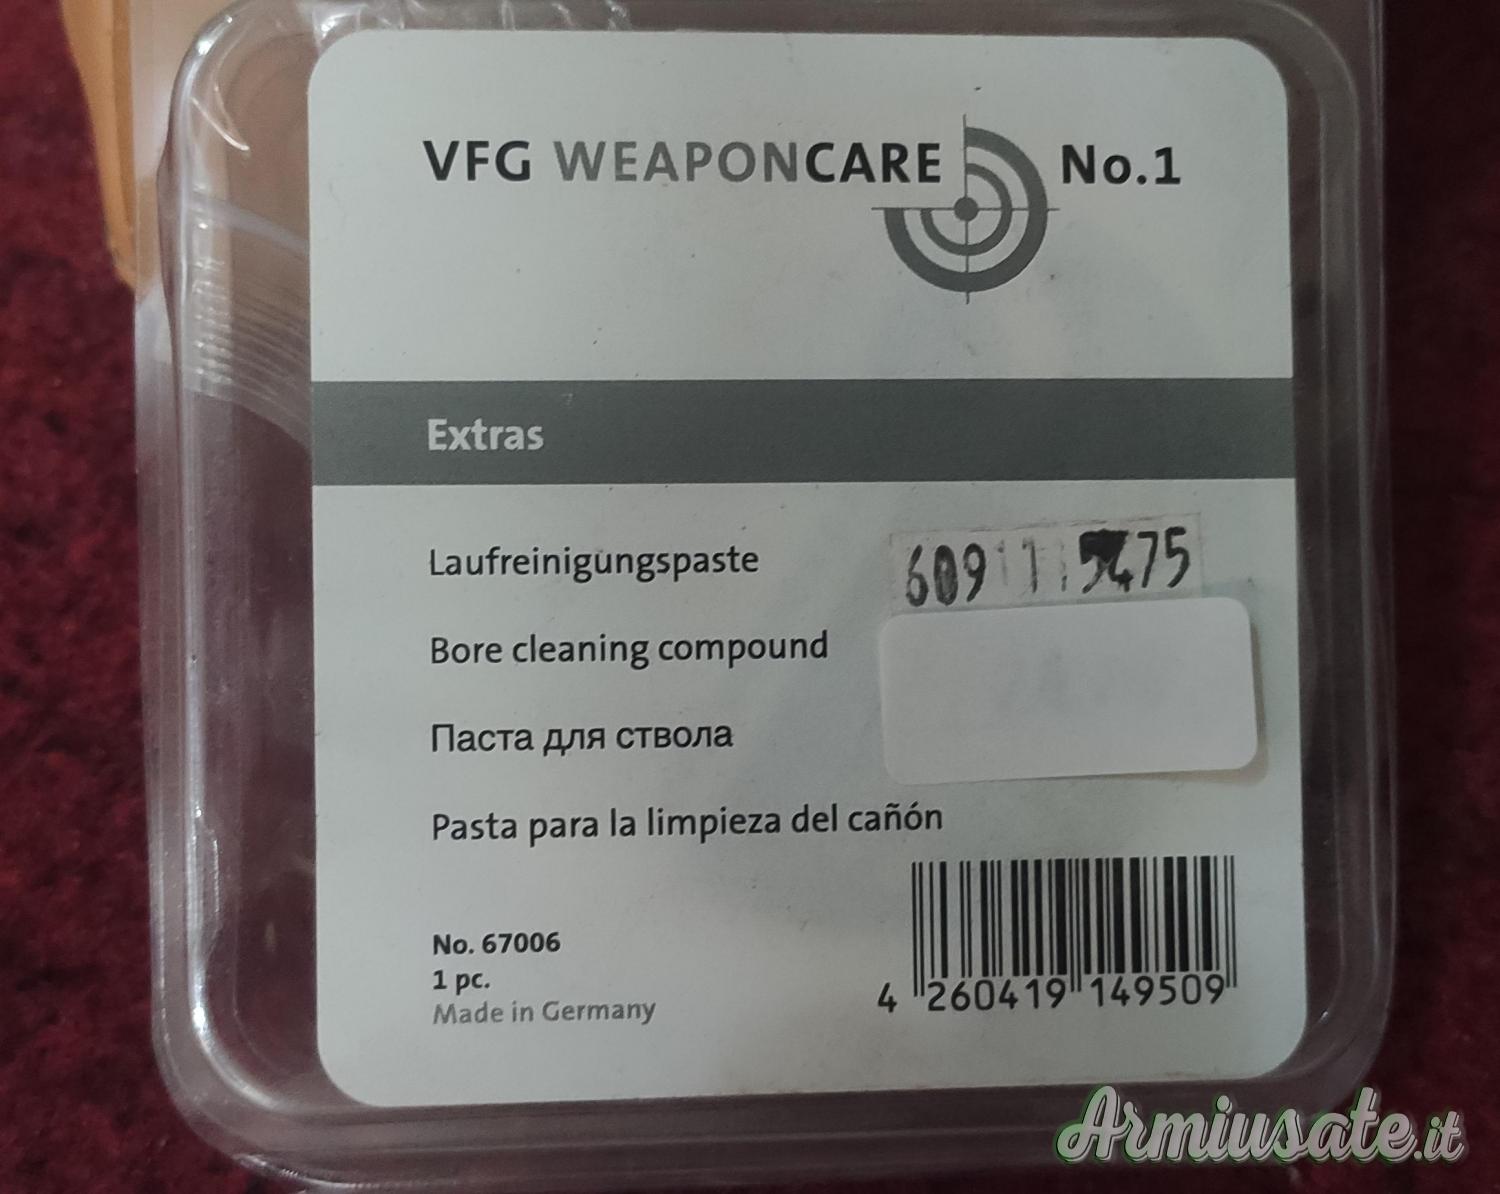 VFG WEAPONCARE No.1
Extras
Laufreinigungspaste
Bore cleaning compound
Паста для ствола
Pasta para la limpieza del cañón
No. 67006
1 pc.
Made in Germany
4 260419 149509
Armiusate.it